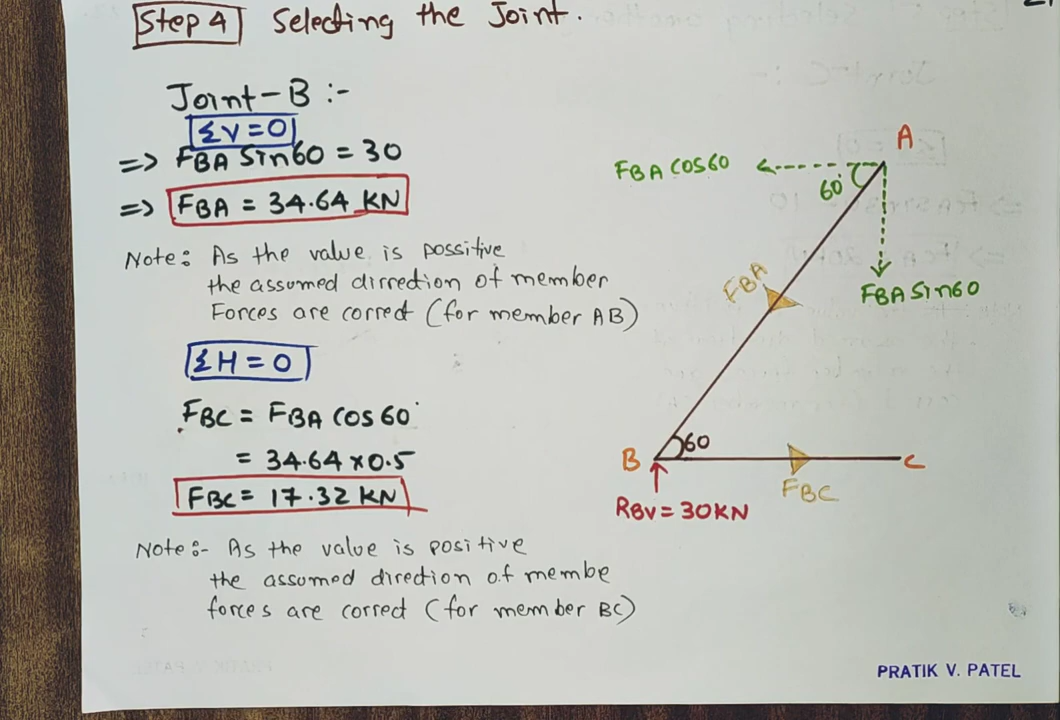 Step 4 Selecting the Joint.
Joint-B :-
ΣV=0
=> FBA Sin60 = 30
=> FBA = 34.64 KN
Note: As the value is possitive
the assumed dirrection of member
Forces are correct (for member AB)
ΣH=0
FBC = FBA COS 60°
= 34.64 x0.5
FBC = 17.32 KN
Note:- As the value is positive
the assumed direction of membe
forces are correct (for member BC)
A
FBA COS60
60°
FBA Sin60
FBA
B 60 C
FBC
RBV = 30KN
PRATIK V. PATEL